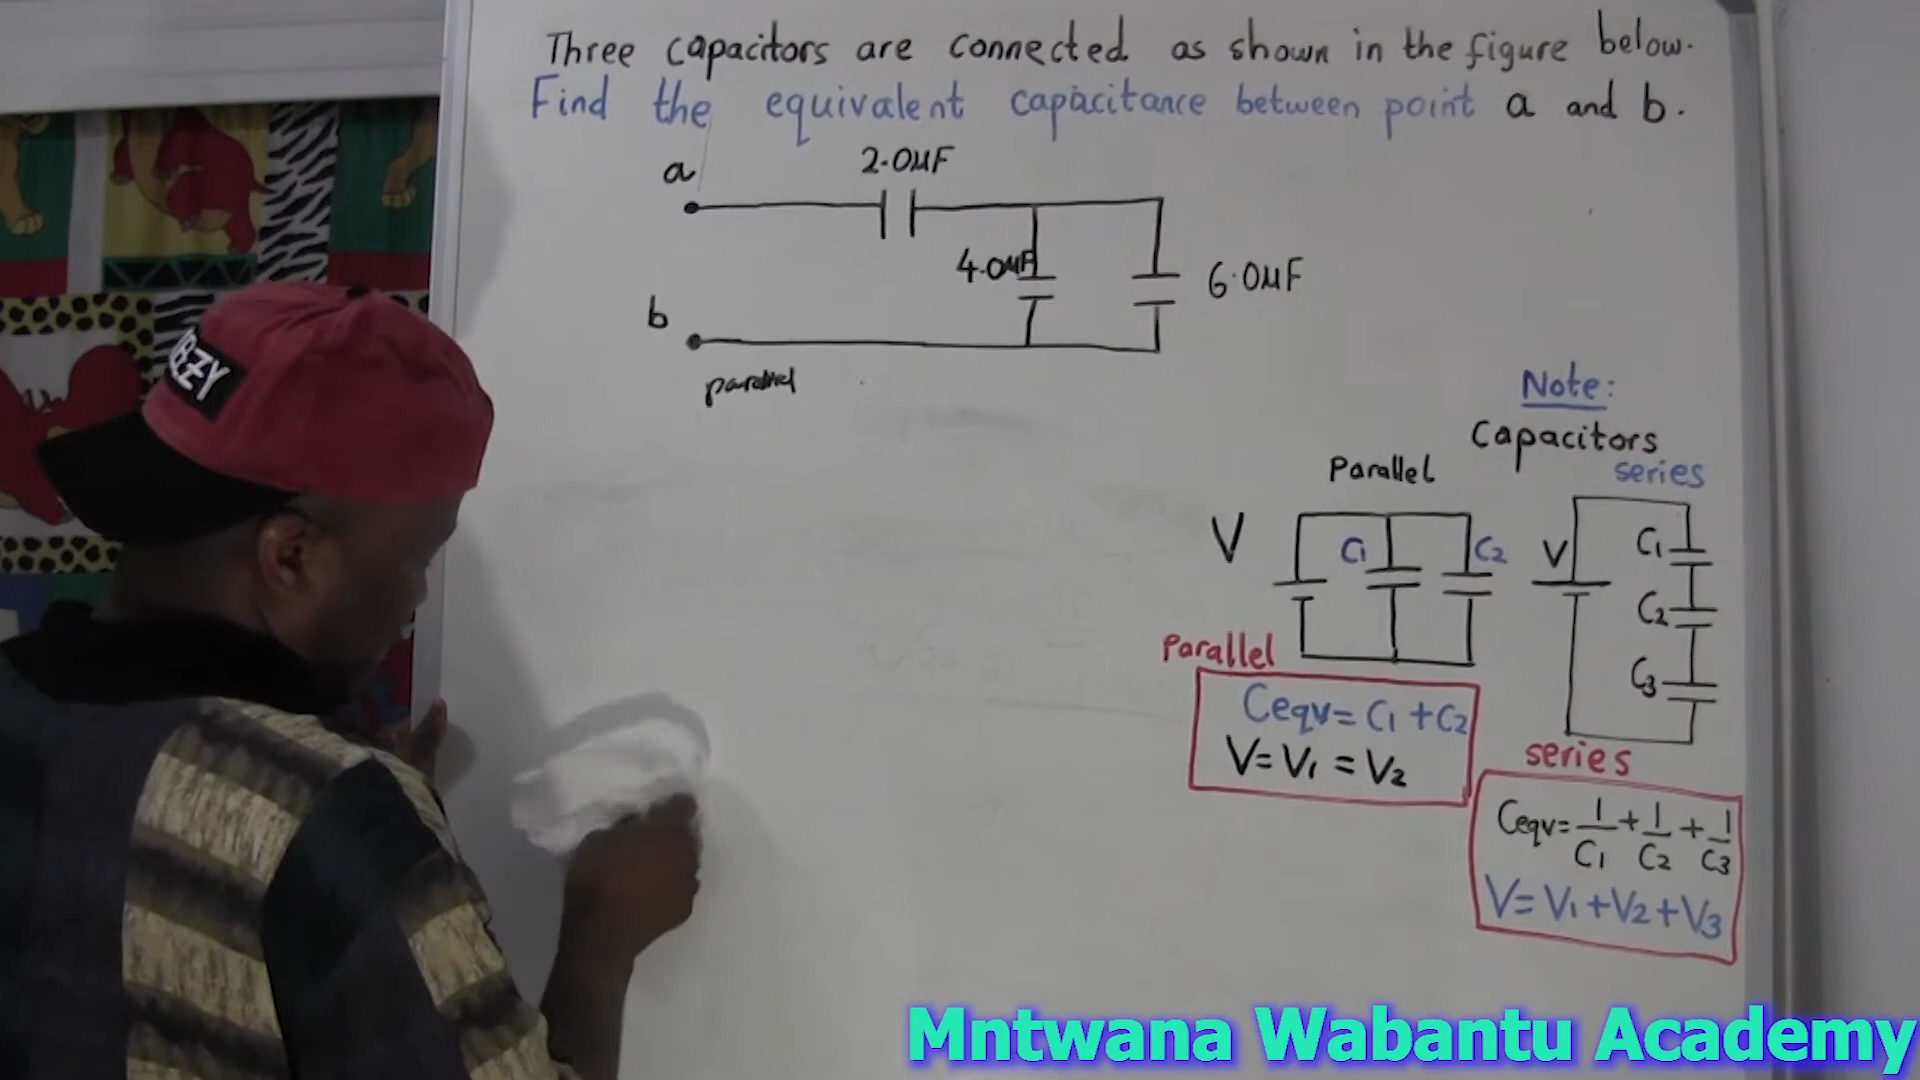 Three capacitors are connected as shown in the figure below.
Find the equivalent capacitance between point a and b.
a
2.0μF
4.0μF
6.0μF
b
parallel
Note:
Capacitors
Parallel
series
V
C1
C2
V
C1
C2
C3
Parallel
Ceqv= C1 + C2
V= V1 = V2
series
Ceqv= 1/C1 + 1/C2 + 1/C3
V= V1 + V2 + V3
BZY
Mntwana Wabantu Academy